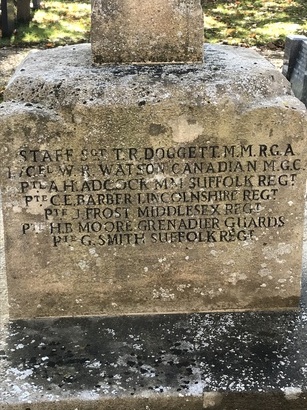 STAFF SGT T.R. DOGGETT. M.M. R.G.A.
L/CPL W.R. WATSON. CANADIAN M.G.C.
PTE A.H. ADCOCK. M.M. SUFFOLK REGT
PTE C.E. BARBER. LINCOLNSHIRE REGT
PTE J. FROST. MIDDLESEX REGT
PTE H.B. MOORE. GRENADIER GUARDS
PTE G. SMITH. SUFFOLK REGT